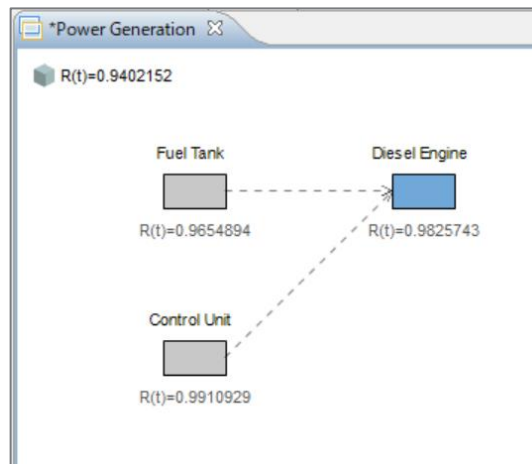 *Power Generation
R(t)=0.9402152
Fuel Tank
Diesel Engine
R(t)=0.9654894
R(t)=0.9825743
Control Unit
R(t)=0.9910929